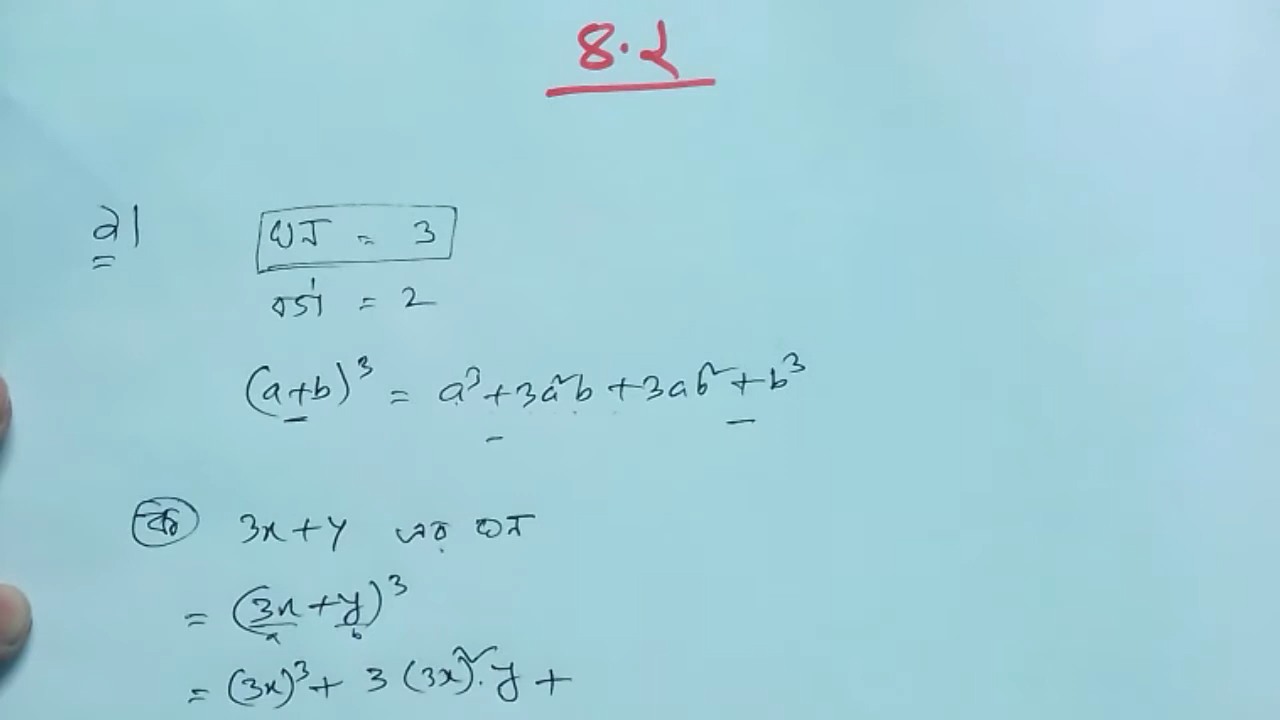 ৪.২
১।
ঘন = 3
বর্গ = 2
(a+b)³ = a³+3a²b+3ab²+b³
ক 3x+y এর ঘন
= (3x+y)³
a b
= (3x)³+ 3(3x)².y +